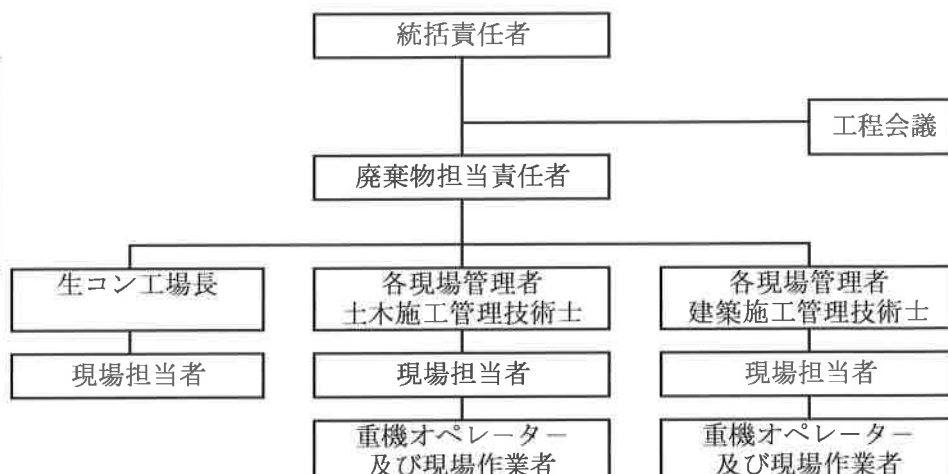 統括責任者
工程会議
廃棄物担当責任者
生コン工場長
各現場管理者
土木施工管理技術士
各現場管理者
建築施工管理技術士
現場担当者
現場担当者
現場担当者
重機オペレーター
及び現場作業者
重機オペレーター
及び現場作業者